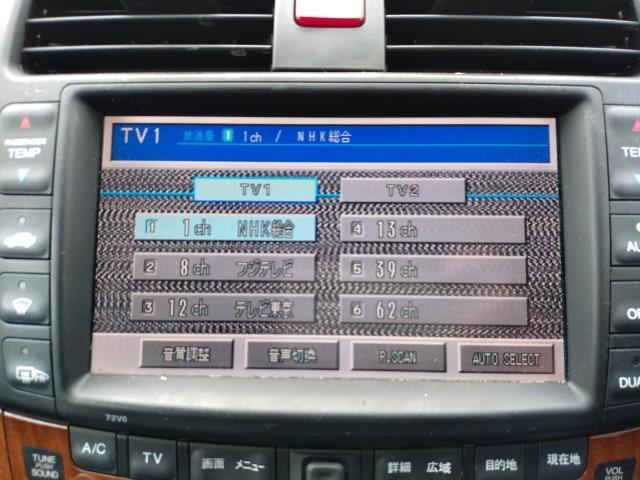 TV1 放送局 1 1ch / NHK総合
PASSENGER
TEMP
TV1 TV2
1 1ch NHK総合
4 13ch
2 8ch フジテレビ
5 39ch
3 12ch テレビ東京
6 62ch
音質調整 音声切換 P.SCAN AUTO SELECT
DUA
72V0
A/C TV 画面 メニュー 詳細 広域 目的地 現在地
TUNE
PUSH
SOUND
VOL
PUSH